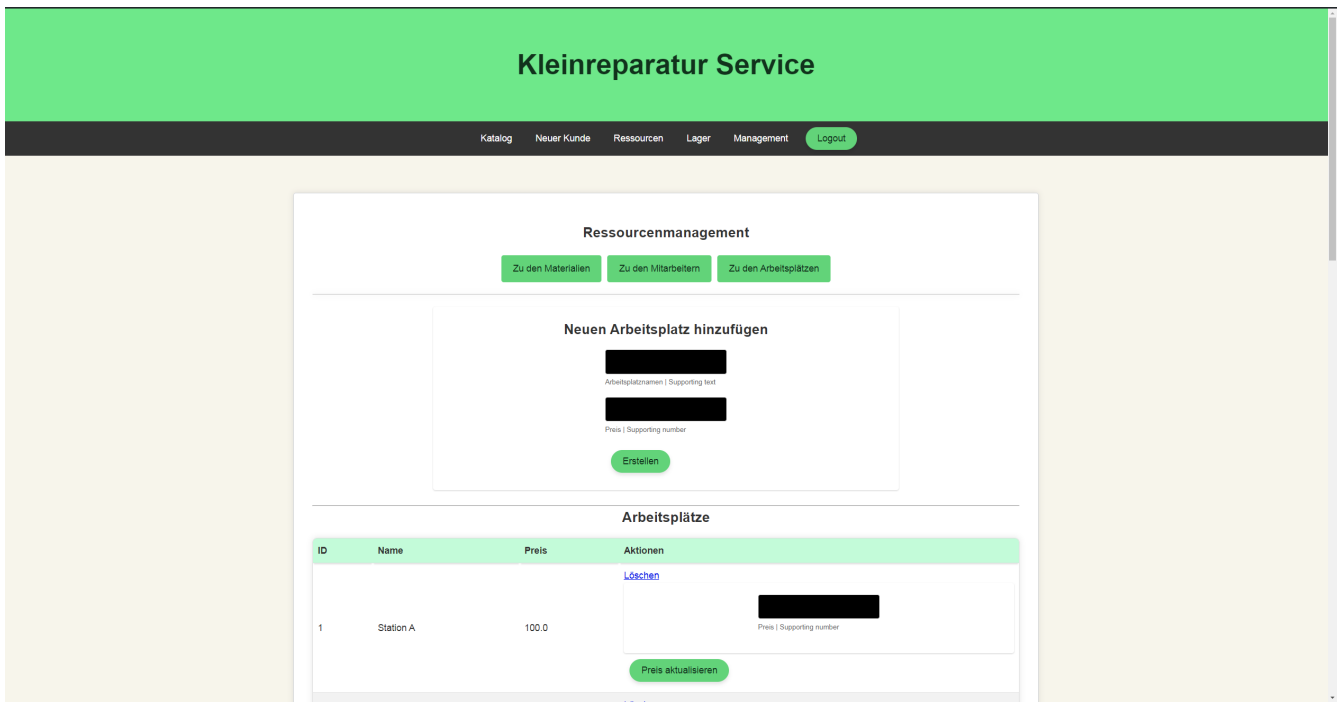 Kleinreparatur Service
Katalog Neuer Kunde Ressourcen Lager Management Logout
Ressourcenmanagement
Zu den Materialien Zu den Mitarbeitern Zu den Arbeitsplätzen
Neuen Arbeitsplatz hinzufügen
Arbeitsplatznamen | Supporting text
Preis | Supporting number
Erstellen
Arbeitsplätze
ID Name Preis Aktionen
Löschen
1 Station A 100.0 Preis | Supporting number
Preis aktualisieren